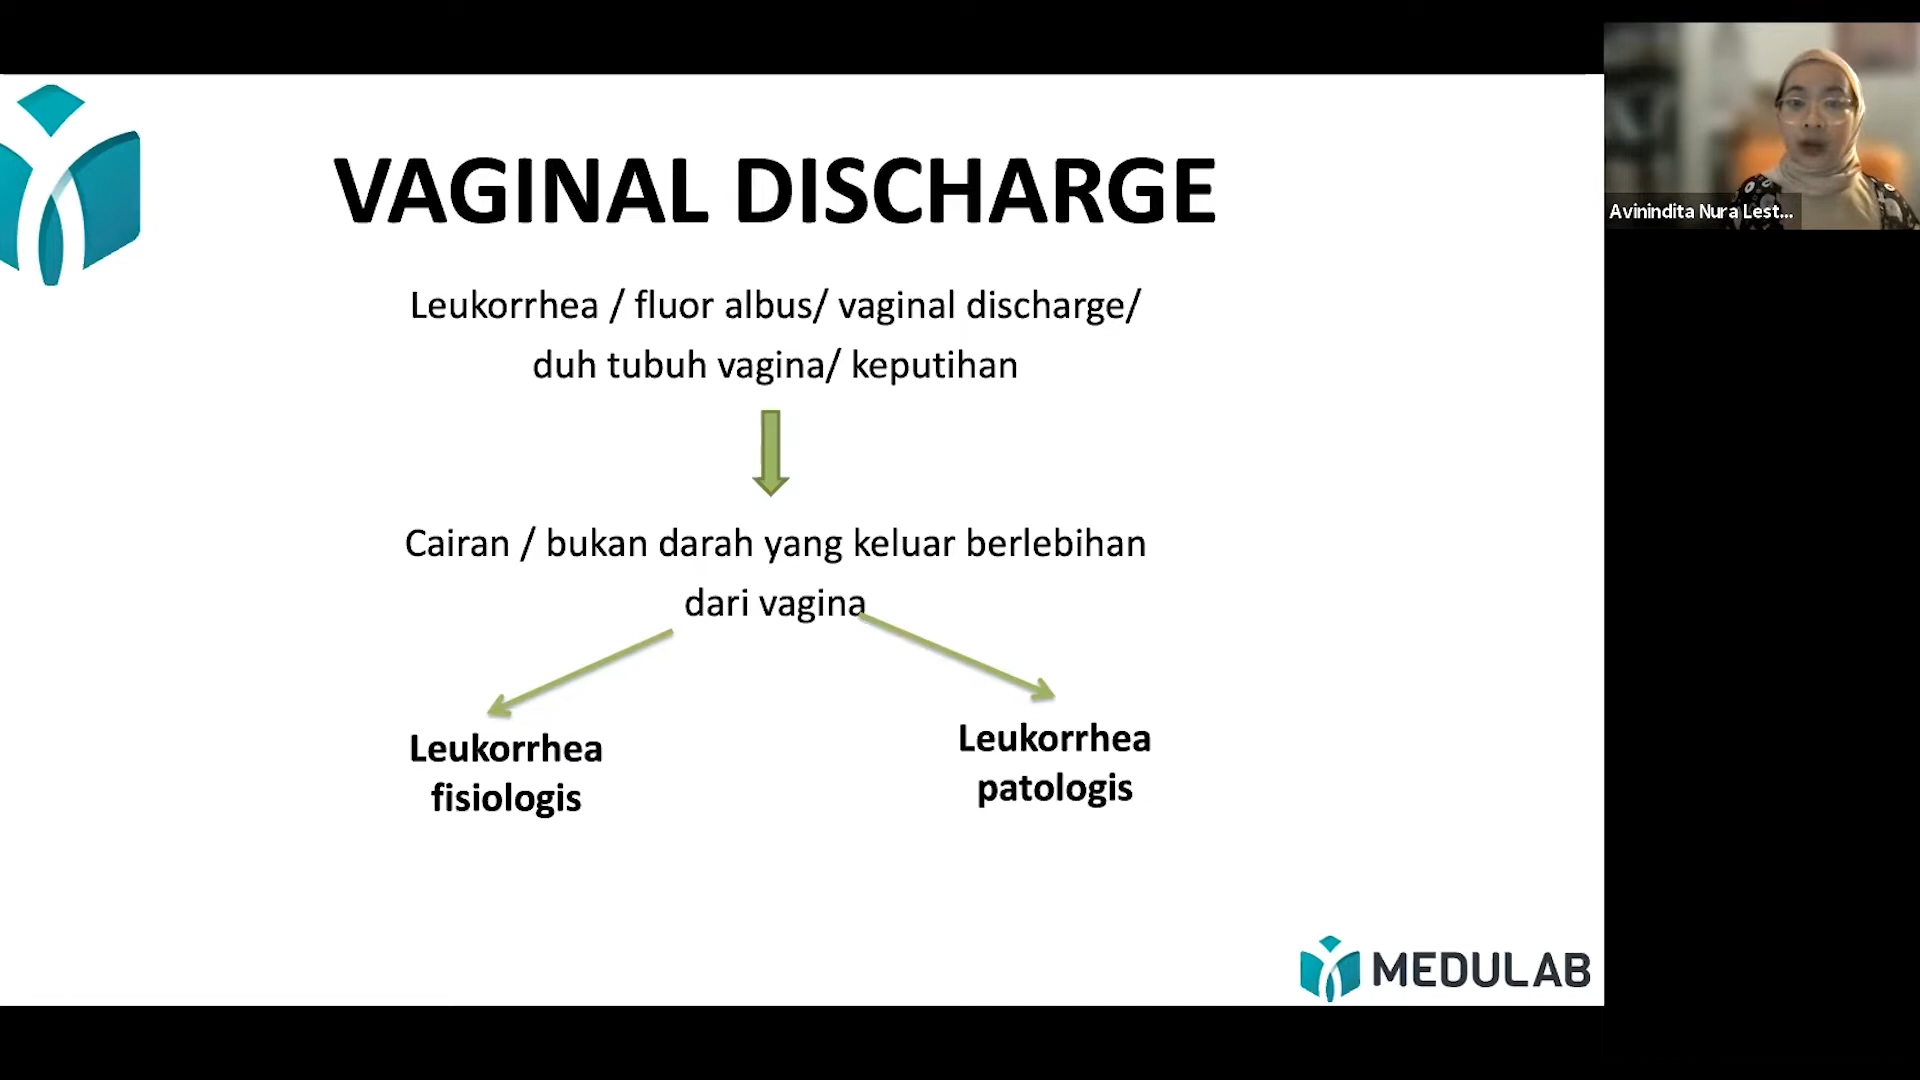 VAGINAL DISCHARGE
Leukorrhea / fluor albus/ vaginal discharge/
duh tubuh vagina/ keputihan
Cairan / bukan darah yang keluar berlebihan
dari vagina
Leukorrhea
fisiologis
Leukorrhea
patologis
MEDULAB
Avinindita Nura Lest...